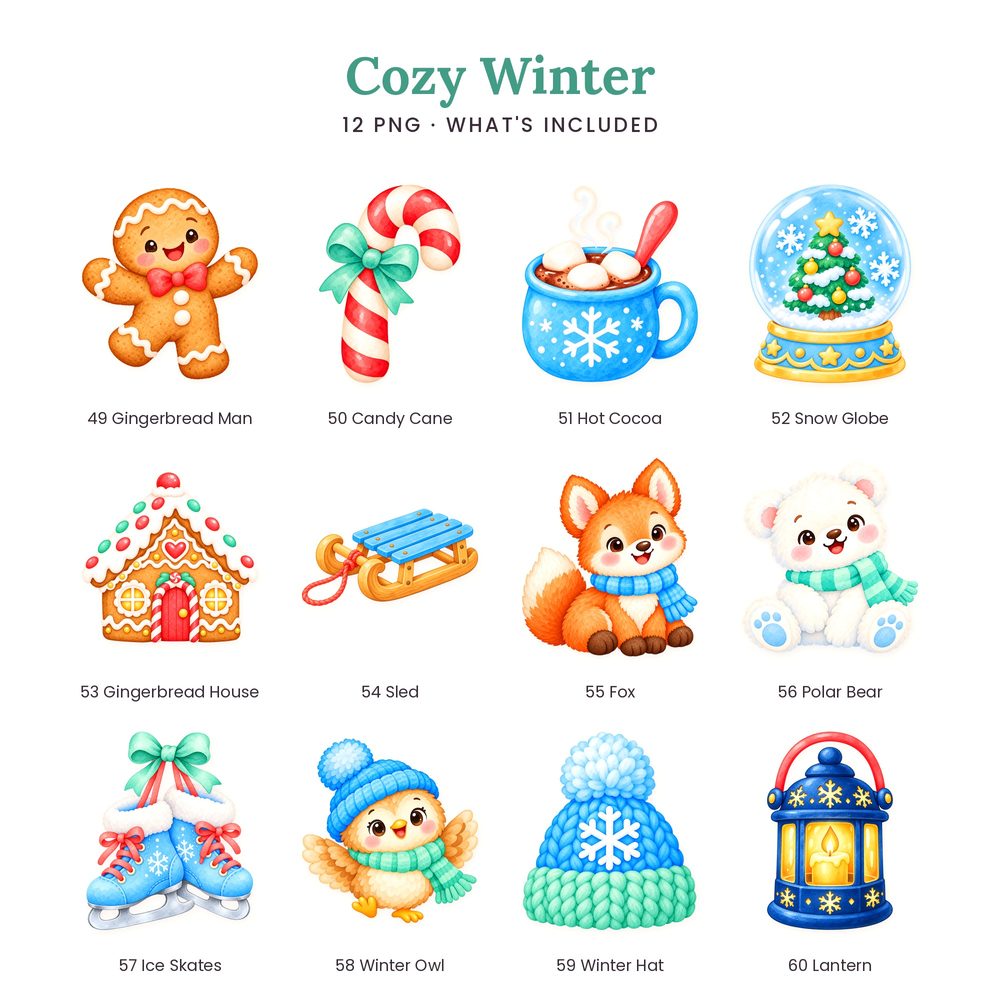 Cozy Winter
12 PNG · WHAT'S INCLUDED
49 Gingerbread Man
50 Candy Cane
51 Hot Cocoa
52 Snow Globe
53 Gingerbread House
54 Sled
55 Fox
56 Polar Bear
57 Ice Skates
58 Winter Owl
59 Winter Hat
60 Lantern